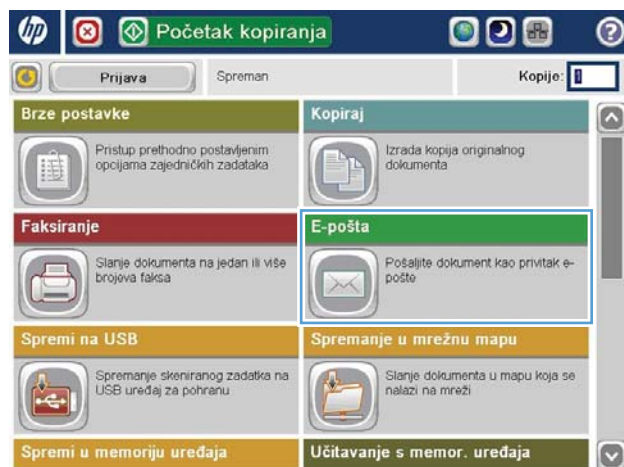 hp
Početak kopiranja
?
Prijava
Spreman
Kopije: 1
Brze postavke
Kopiraj
Pristup prethodno postavljenim
opcijama zajedničkih zadataka
Izrada kopija originalnog
dokumenta
Faksiranje
E-pošta
Slanje dokumenta na jedan ili više
brojeva faksa
Pošaljite dokument kao privitak e-
pošte
Spremi na USB
Spremanje u mrežnu mapu
Spremanje skeniranog zadatka na
USB uređaj za pohranu
Slanje dokumenta u mapu koja se
nalazi na mreži
Spremi u memoriju uređaja
Učitavanje s memor. uređaja